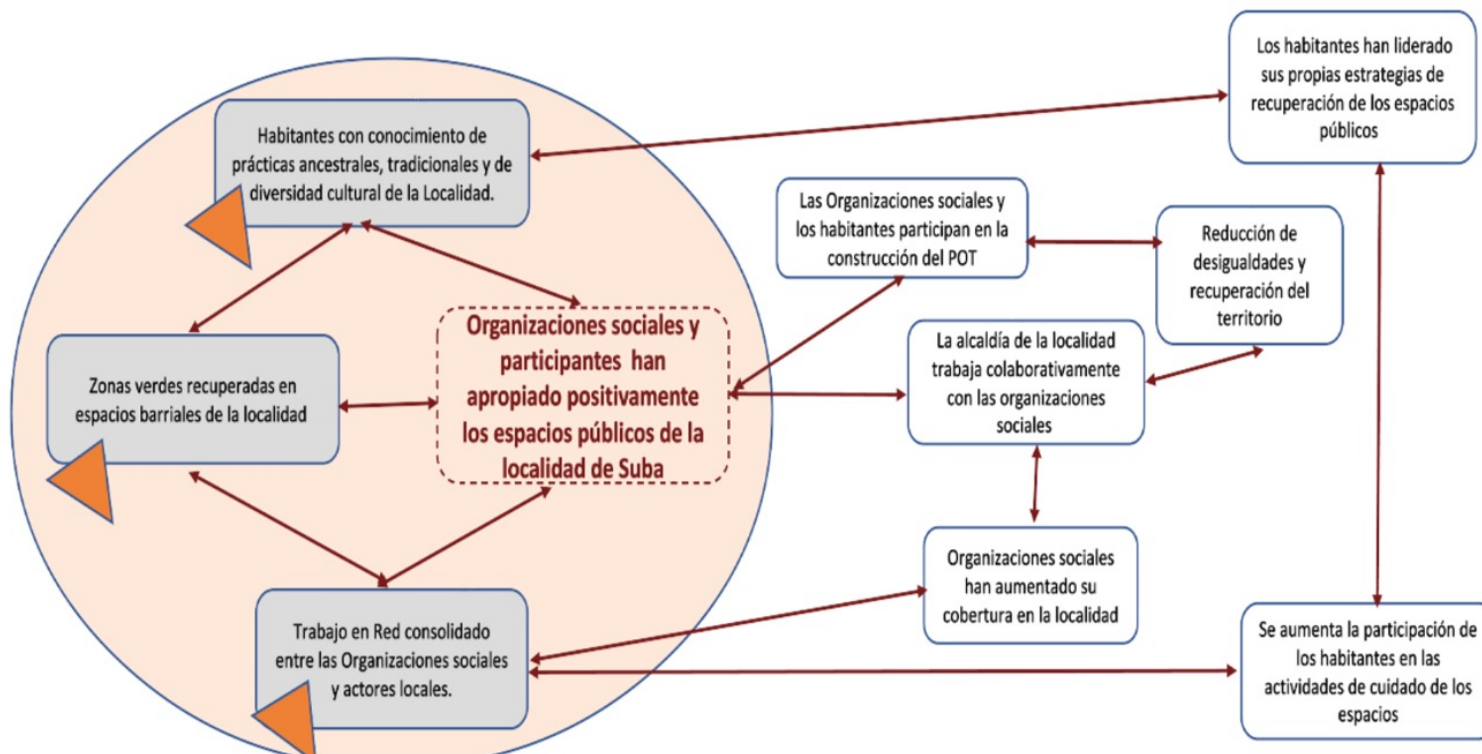 Habitantes con conocimiento de
prácticas ancestrales, tradicionales y de
diversidad cultural de la Localidad.
Zonas verdes recuperadas en
espacios barriales de la localidad
Organizaciones sociales y
participantes han
apropiado positivamente
los espacios públicos de la
localidad de Suba
Trabajo en Red consolidado
entre las Organizaciones sociales
y actores locales.
Las Organizaciones sociales y
los habitantes participan en la
construcción del POT
La alcaldía de la localidad
trabaja colaborativamente
con las organizaciones
sociales
Organizaciones sociales
han aumentado su
cobertura en la localidad
Los habitantes han liderado
sus propias estrategias de
recuperación de los espacios
públicos
Reducción de
desigualdades y
recuperación del
territorio
Se aumenta la participación de
los habitantes en las
actividades de cuidado de los
espacios